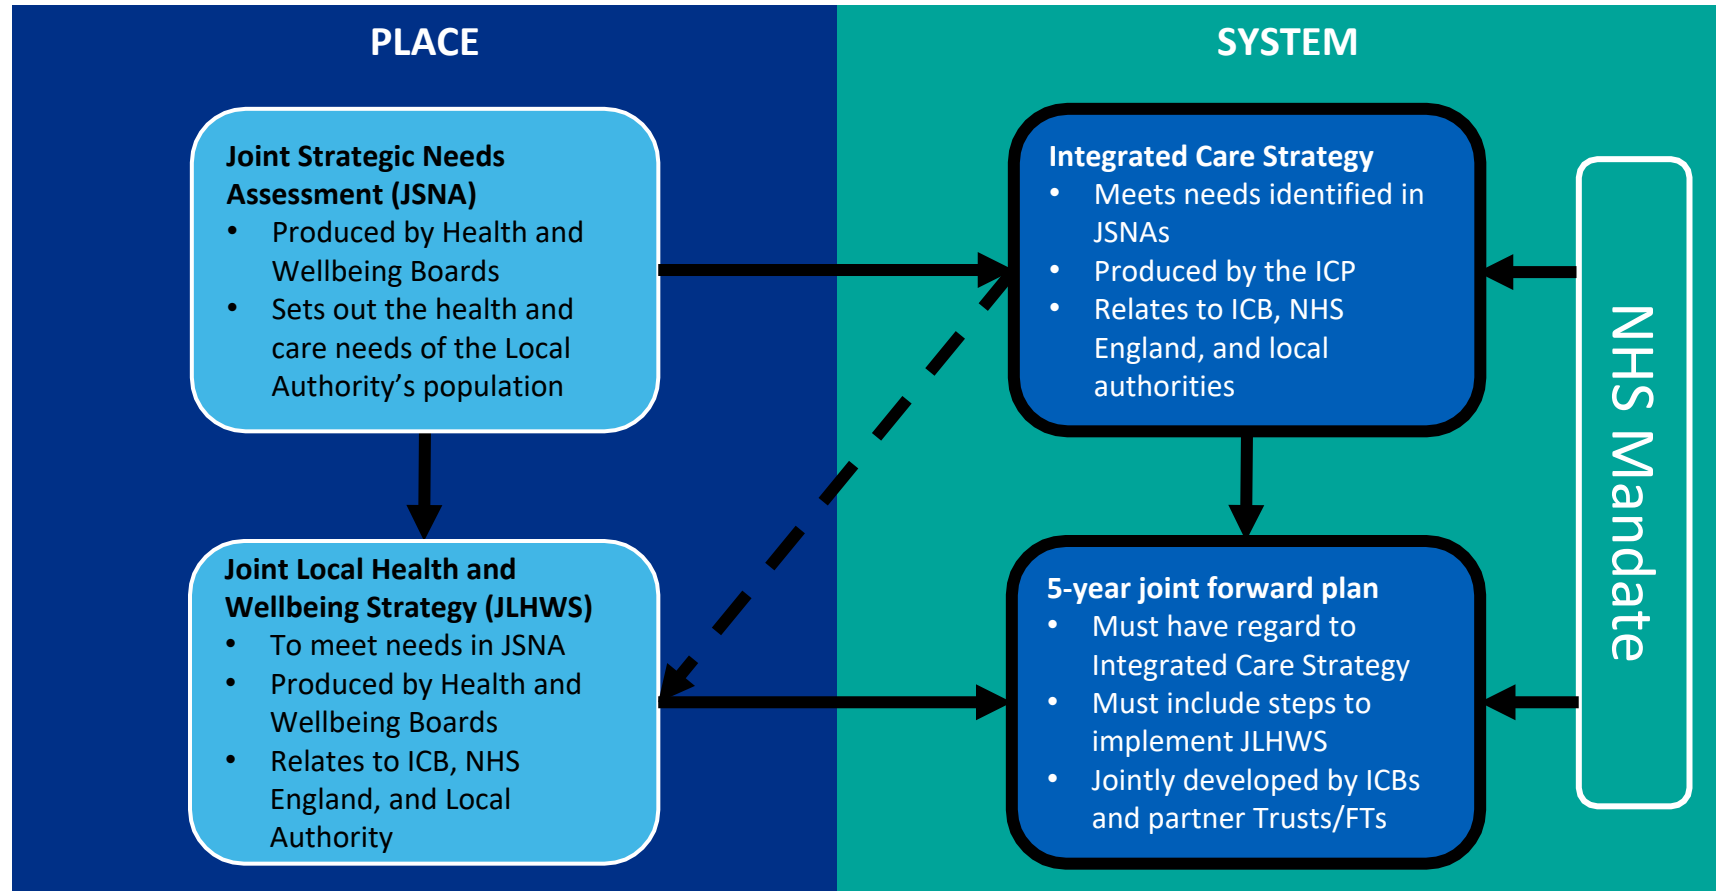 PLACE
Joint Strategic Needs
Assessment (JSNA)
• Produced by Health and
Wellbeing Boards
• Sets out the health and
care needs of the Local
Authority’s population
Joint Local Health and
Wellbeing Strategy (JLHWS)
• To meet needs in JSNA
• Produced by Health and
Wellbeing Boards
• Relates to ICB, NHS
England, and Local
Authority
SYSTEM
Integrated Care Strategy
• Meets needs identified in
JSNAs
• Produced by the ICP
• Relates to ICB, NHS
England, and local
authorities
5-year joint forward plan
• Must have regard to
Integrated Care Strategy
• Must include steps to
implement JLHWS
• Jointly developed by ICBs
and partner Trusts/FTs
NHS Mandate